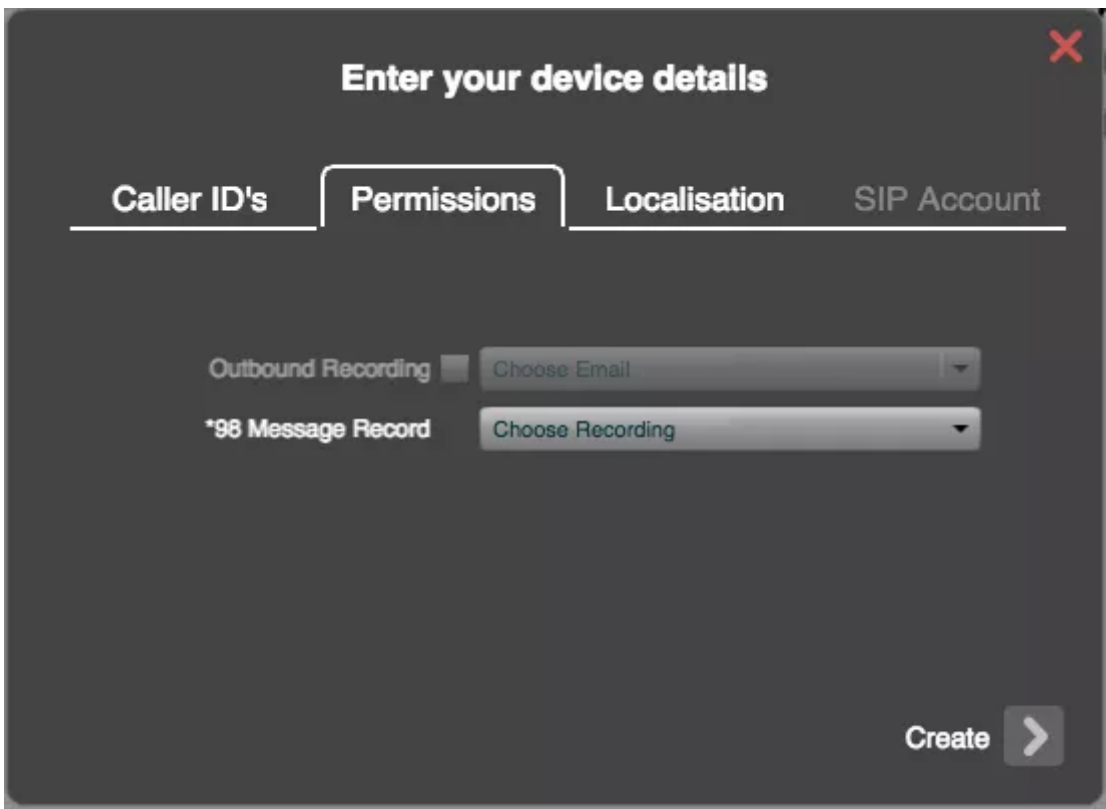 Enter your device details
Caller ID's Permissions Localisation SIP Account
Outbound Recording Choose Email
*98 Message Record Choose Recording
Create